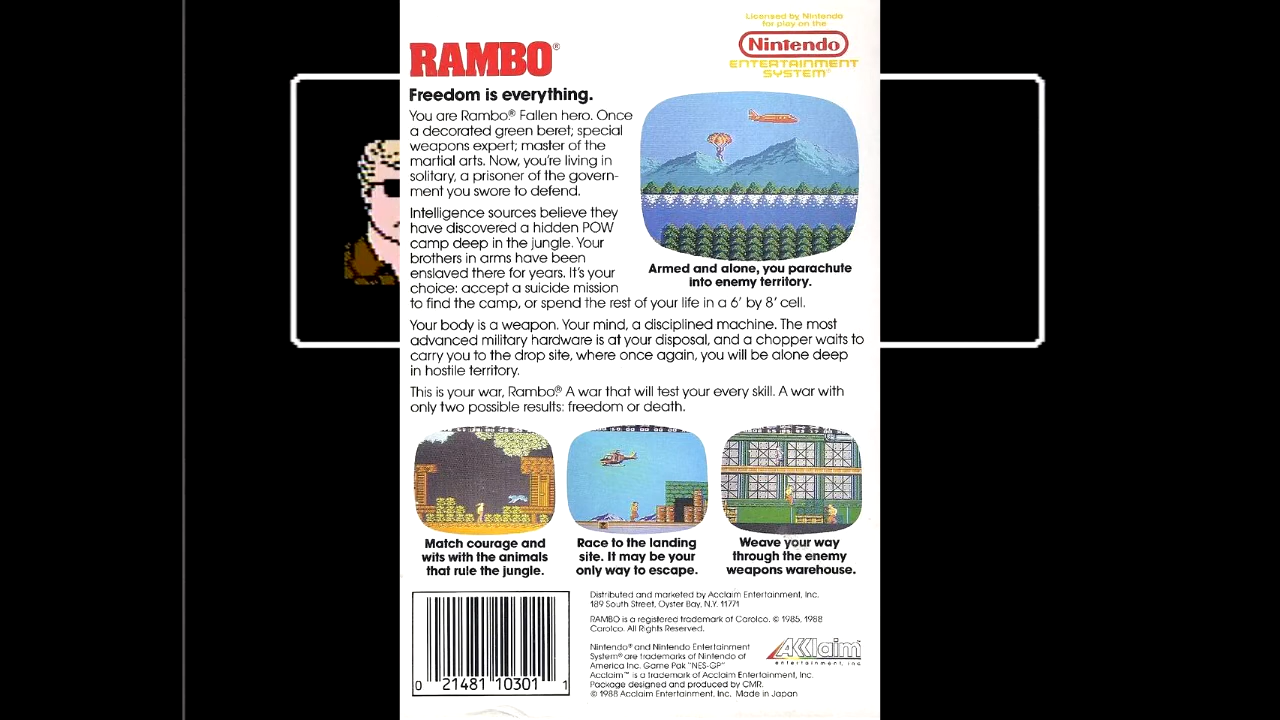 Licensed by Nintendo
for play on the
Nintendo
ENTERTAINMENT
SYSTEM®
RAMBO®
Freedom is everything.
You are Rambo® Fallen hero. Once
a decorated green beret; special
weapons expert; master of the
martial arts. Now, you're living in
solitary, a prisoner of the govern-
ment you swore to defend.
Intelligence sources believe they
have discovered a hidden POW
camp deep in the jungle. Your
brothers in arms have been
enslaved there for years. It's your
choice: accept a suicide mission
to find the camp, or spend the rest of your life in a 6' by 8' cell.
Armed and alone, you parachute
into enemy territory.
Your body is a weapon. Your mind, a disciplined machine. The most
advanced military hardware is at your disposal, and a chopper waits to
carry you to the drop site, where once again, you will be alone deep
in hostile territory.
This is your war, Rambo®. A war that will test your every skill. A war with
only two possible results: freedom or death.
Match courage and
wits with the animals
that rule the jungle.
Race to the landing
site. It may be your
only way to escape.
Weave your way
through the enemy
weapons warehouse.
Distributed and marketed by Acclaim Entertainment, Inc.
189 South Street, Oyster Bay, N.Y. 11771
RAMBO is a registered trademark of Carolco. © 1985, 1988
Carolco. All Rights Reserved.
Nintendo® and Nintendo Entertainment
System® are trademarks of Nintendo of
America Inc. Game Pak "NES-GP"
Acclaim™ is a trademark of Acclaim Entertainment, Inc.
Package designed and produced by CMR.
© 1988 Acclaim Entertainment, Inc. Made in Japan
Acclaim
entertainment, inc.
0 21481 10301 1